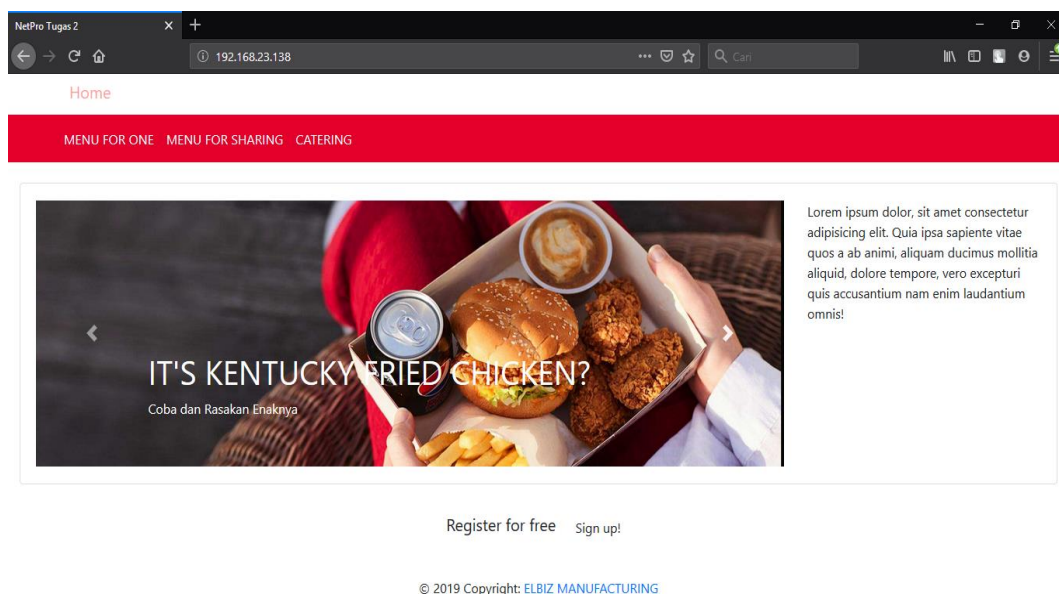 NetPro Tugas 2
192.168.23.138
Cari
Home
MENU FOR ONE MENU FOR SHARING CATERING
IT'S KENTUCKY FRIED CHICKEN?
Coba dan Rasakan Enaknya
Lorem ipsum dolor, sit amet consectetur
adipisicing elit. Quia ipsa sapiente vitae
quos a ab animi, aliquam ducimus mollitia
aliquid, dolore tempore, vero excepturi
quis accusantium nam enim laudantium
omnis!
Register for free Sign up!
© 2019 Copyright: ELBIZ MANUFACTURING